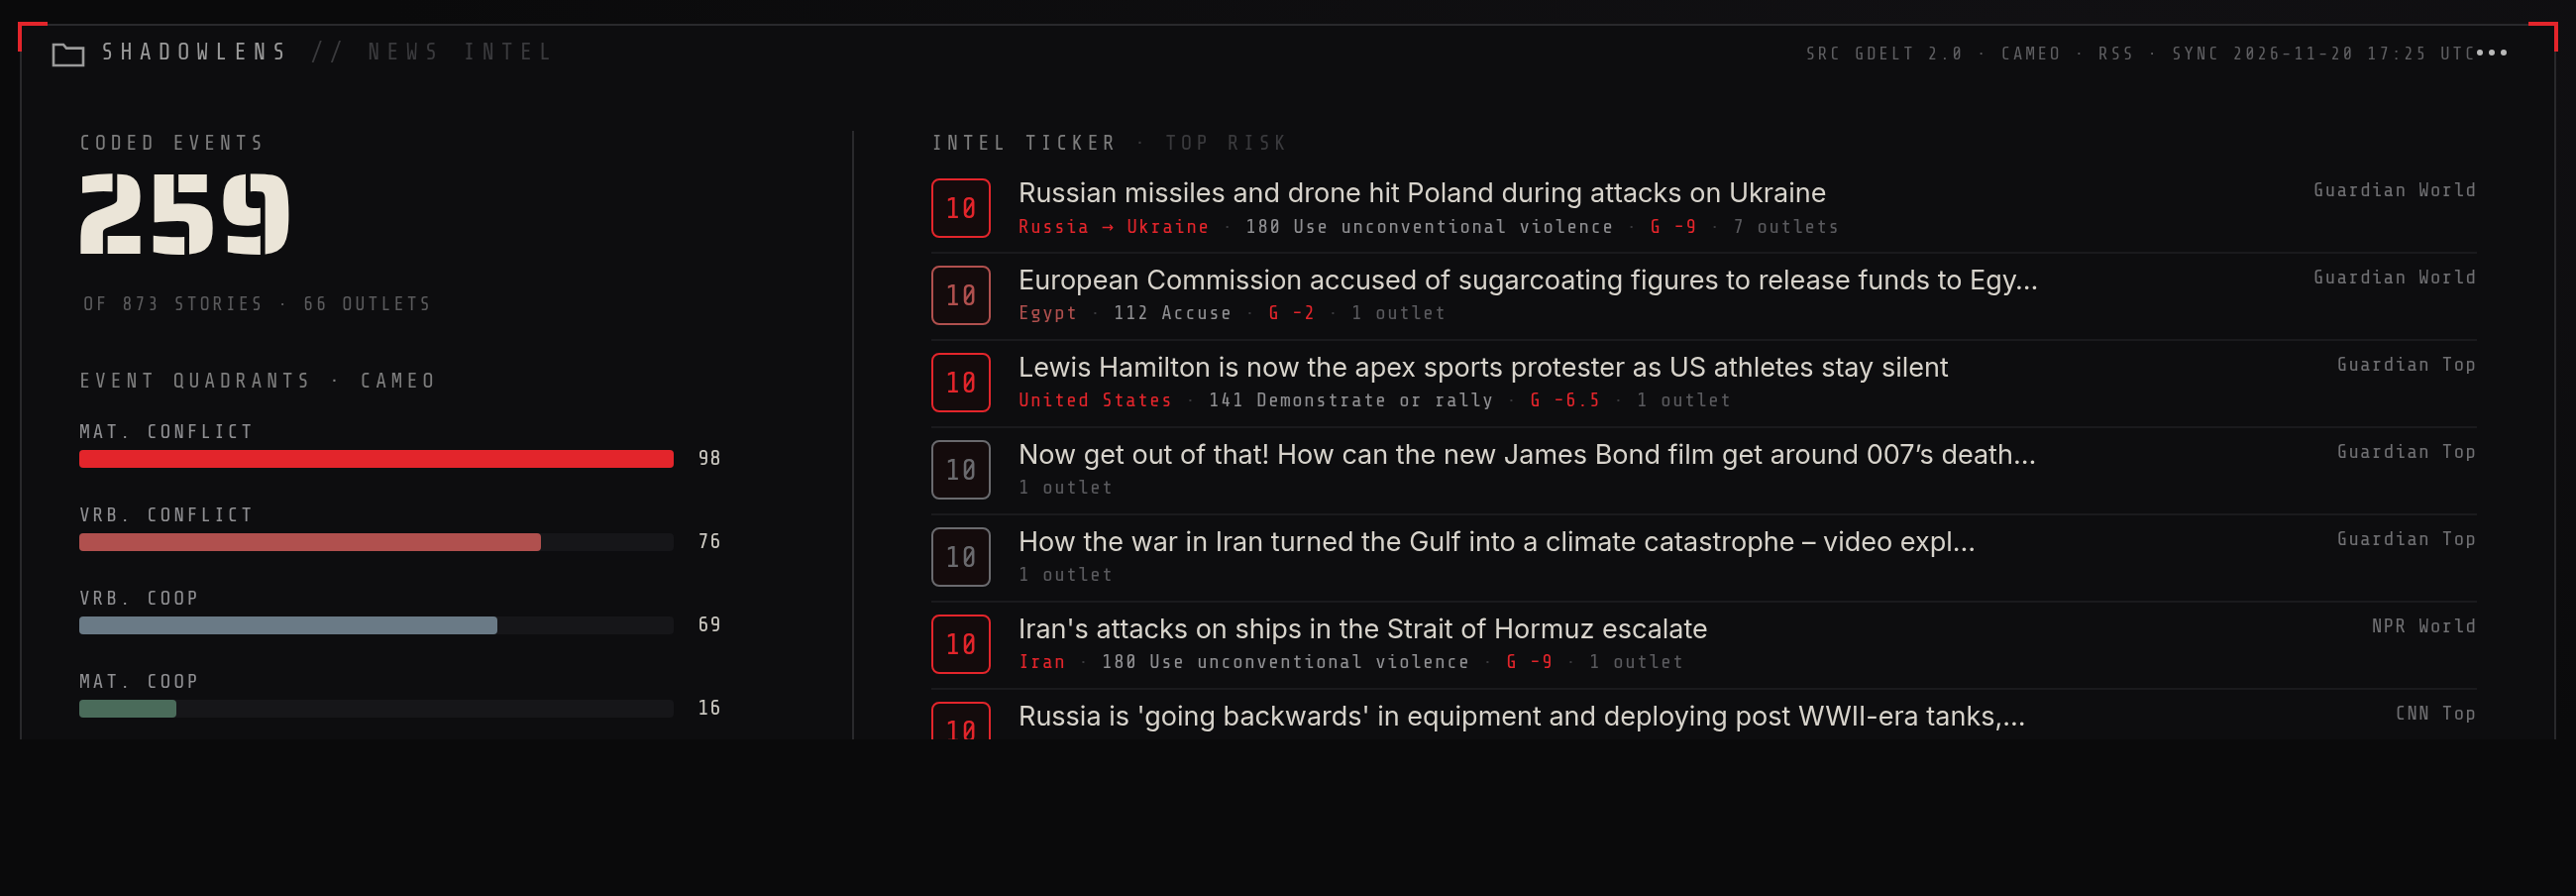 SHADOWLENS // NEWS INTEL
SRC GDELT 2.0 · CAMEO · RSS · SYNC 2026-11-20 17:25 UTC•••
CODED EVENTS
259
OF 873 STORIES · 66 OUTLETS
EVENT QUADRANTS · CAMEO
MAT. CONFLICT
98
VRB. CONFLICT
76
VRB. COOP
69
MAT. COOP
16
INTEL TICKER · TOP RISK
10 Russian missiles and drone hit Poland during attacks on Ukraine Guardian World
Russia → Ukraine · 180 Use unconventional violence · G -9 · 7 outlets
10 European Commission accused of sugarcoating figures to release funds to Egy... Guardian World
Egypt · 112 Accuse · G -2 · 1 outlet
10 Lewis Hamilton is now the apex sports protester as US athletes stay silent Guardian Top
United States · 141 Demonstrate or rally · G -6.5 · 1 outlet
10 Now get out of that! How can the new James Bond film get around 007’s death... Guardian Top
1 outlet
10 How the war in Iran turned the Gulf into a climate catastrophe – video expl... Guardian Top
1 outlet
10 Iran's attacks on ships in the Strait of Hormuz escalate NPR World
Iran · 180 Use unconventional violence · G -9 · 1 outlet
10 Russia is 'going backwards' in equipment and deploying post WWII-era tanks,... CNN Top